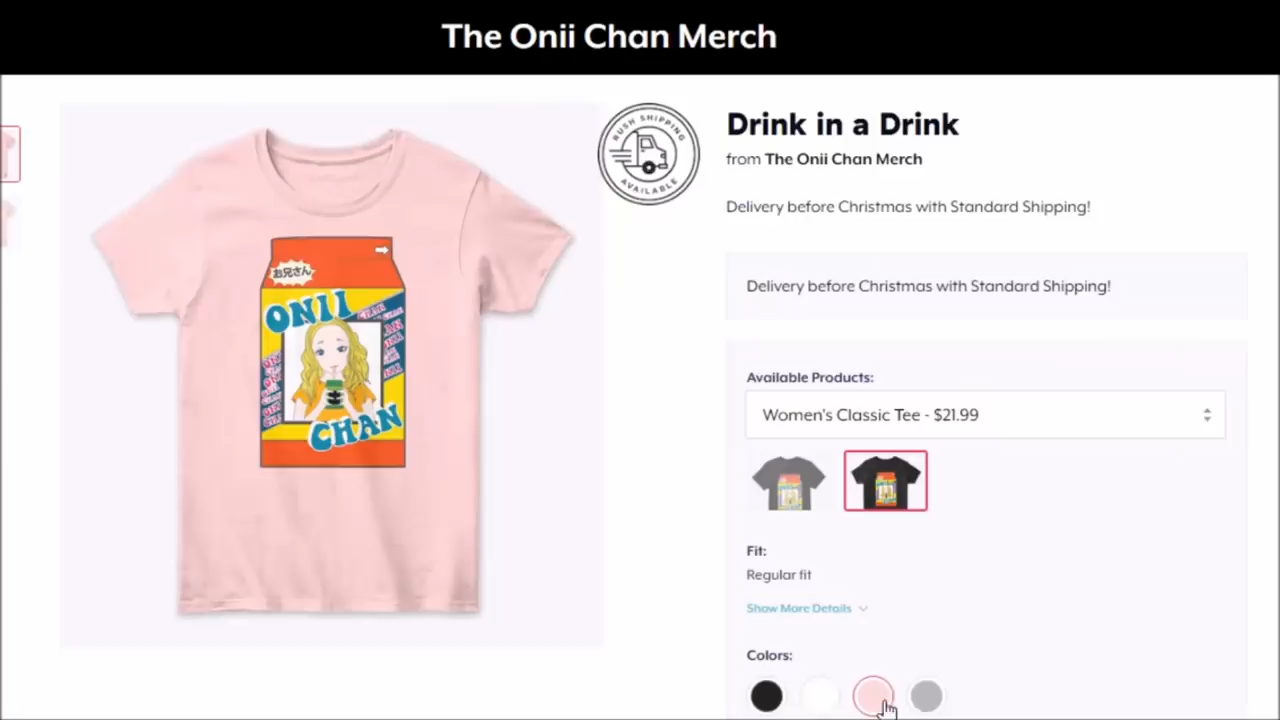 The Onii Chan Merch
RUSH SHIPPING
AVAILABLE
Drink in a Drink
from The Onii Chan Merch
Delivery before Christmas with Standard Shipping!
Delivery before Christmas with Standard Shipping!
お兄さん
ONII
CHAN
Available Products:
Women's Classic Tee - $21.99
Fit:
Regular fit
Show More Details
Colors: